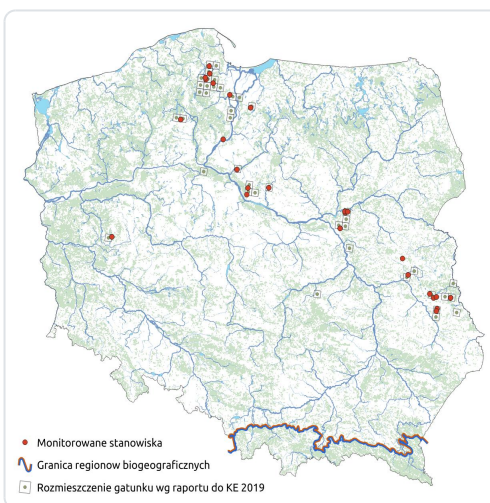 Monitorowane stanowiska
Granica regionow biogeograficznych
Rozmieszczenie gatunku wg raportu do KE 2019